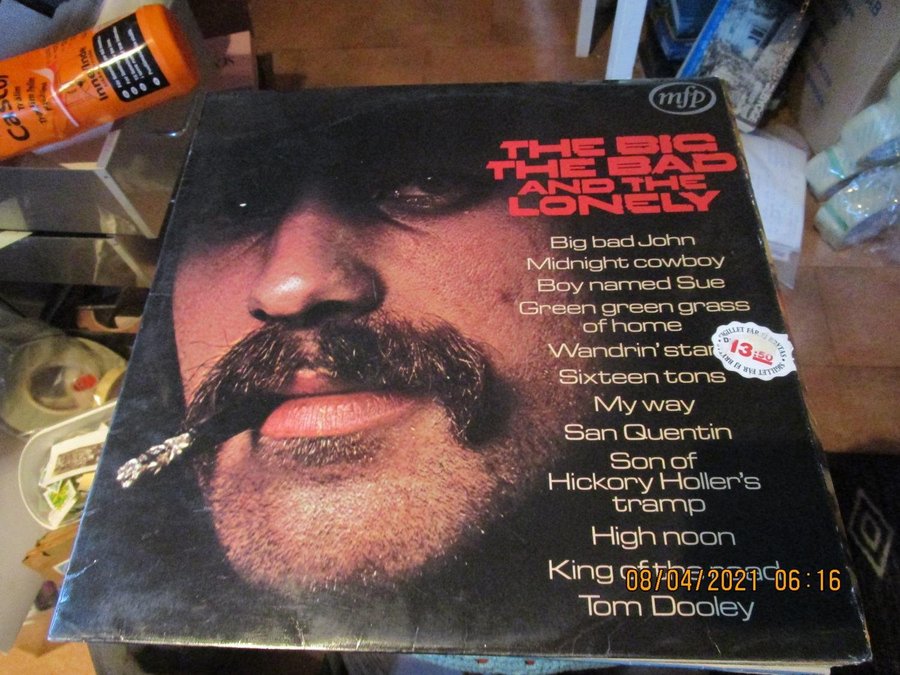 mfp
THE BIG
THE BAD
AND THE
LONELY
Big bad John
Midnight cowboy
Boy named Sue
Green green grass
of home
Wandrin' star
13:50
Sixteen tons
My way
San Quentin
Son of
Hickory Holler's
tramp
High noon
King of the road
Tom Dooley
08/04/2021 06:16
Castrol